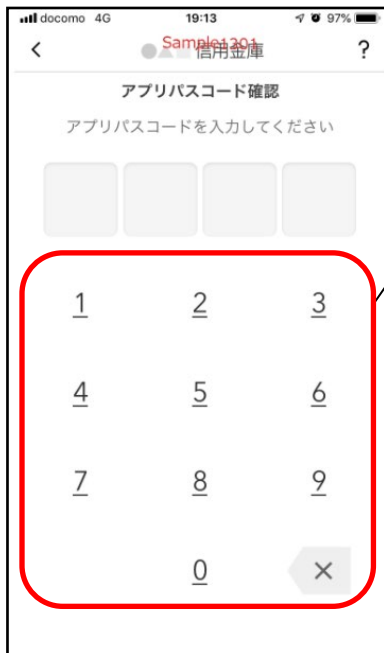 docomo 4G 19:13 97%
< ●▲■信用金庫 ?
Sample1301
アプリパスコード確認
アプリパスコードを入力してください
1 2 3
4 5 6
7 8 9
0 ×